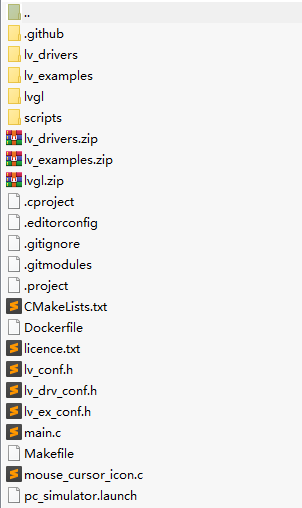 ..
.github
lv_drivers
lv_examples
lvgl
scripts
lv_drivers.zip
lv_examples.zip
lvgl.zip
.cproject
.editorconfig
.gitignore
.gitmodules
.project
CMakeLists.txt
Dockerfile
licence.txt
lv_conf.h
lv_drv_conf.h
lv_ex_conf.h
main.c
Makefile
mouse_cursor_icon.c
pc_simulator.launch